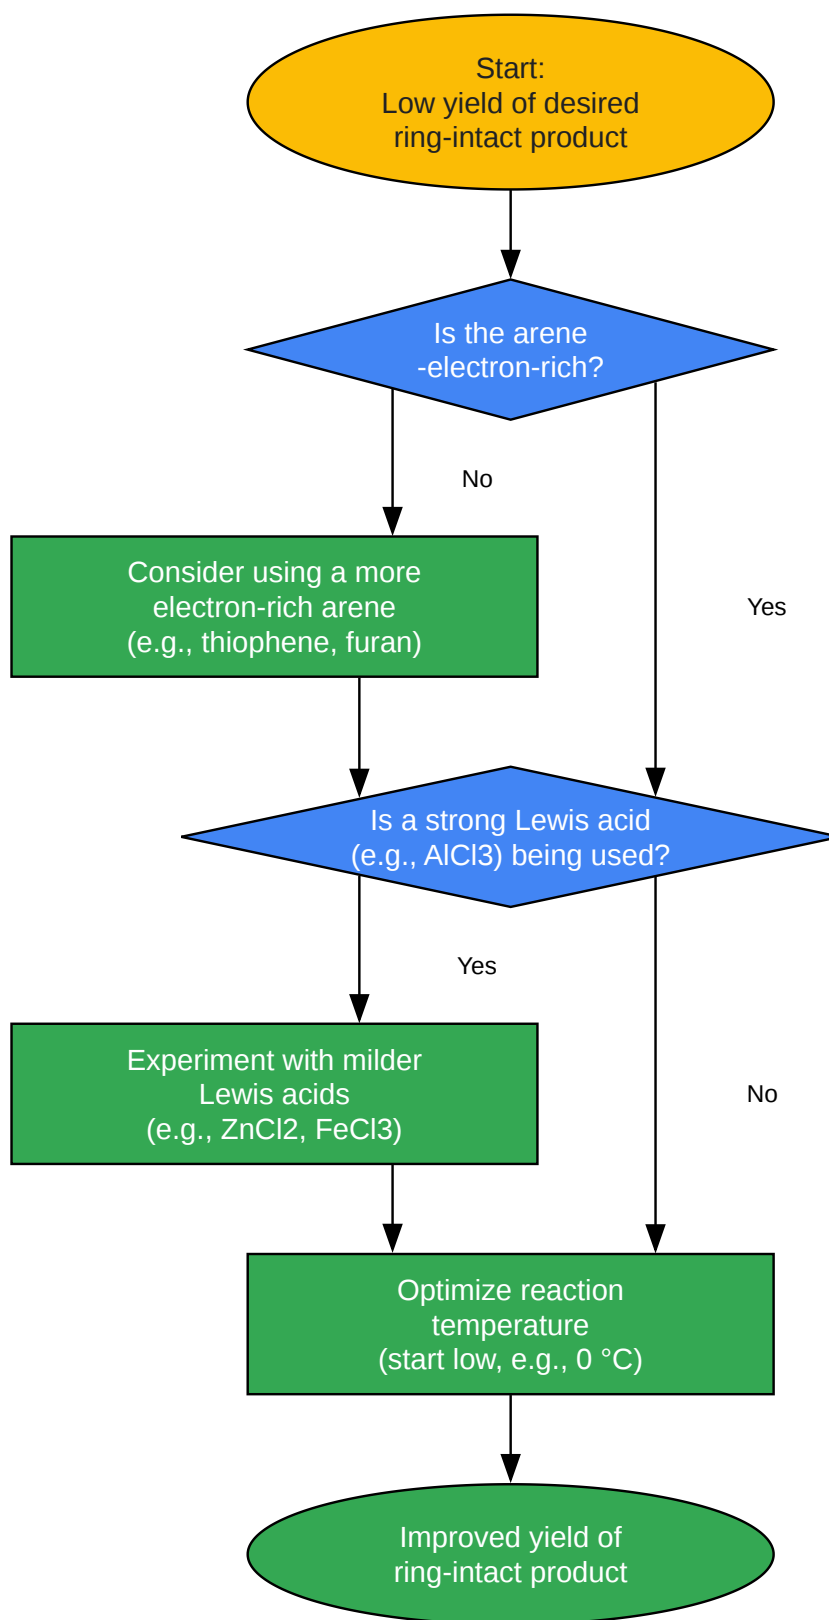 Start:
Low yield of desired
ring-intact product
Is the arene
-electron-rich?
No
Consider using a more
electron-rich arene
(e.g., thiophene, furan)
Yes
Is a strong Lewis acid
(e.g., AlCl3) being used?
Yes
Experiment with milder
Lewis acids
(e.g., ZnCl2, FeCl3)
No
Optimize reaction
temperature
(start low, e.g., 0 °C)
Improved yield of
ring-intact product